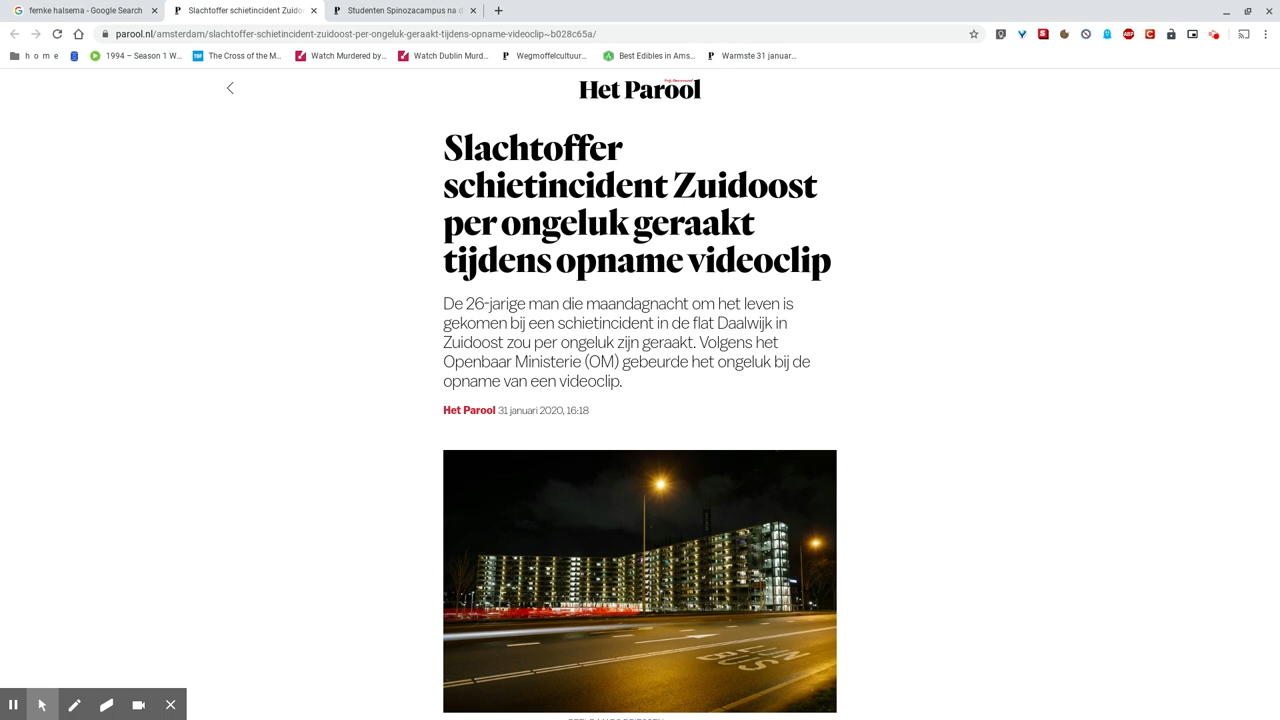 femke halsema - Google Search
Slachtoffer schietincident Zuidoo
Studenten Spinozacampus na d
parool.nl/amsterdam/slachtoffer-schietincident-zuidoost-per-ongeluk-geraakt-tijdens-opname-videoclip~b028c65a/
h o m e
1994 – Season 1 W...
The Cross of the M...
Watch Murdered by...
Watch Dublin Murd...
Wegmoffelcultuur...
Best Edibles in Ams...
Warmste 31 januar...
Het Parool
Slachtoffer
schietincident Zuidoost
per ongeluk geraakt
tijdens opname videoclip
De 26-jarige man die maandagnacht om het leven is
gekomen bij een schietincident in de flat Daalwijk in
Zuidoost zou per ongeluk zijn geraakt. Volgens het
Openbaar Ministerie (OM) gebeurde het ongeluk bij de
opname van een videoclip.
Het Parool 31 januari 2020, 16:18
LIJN
BUS